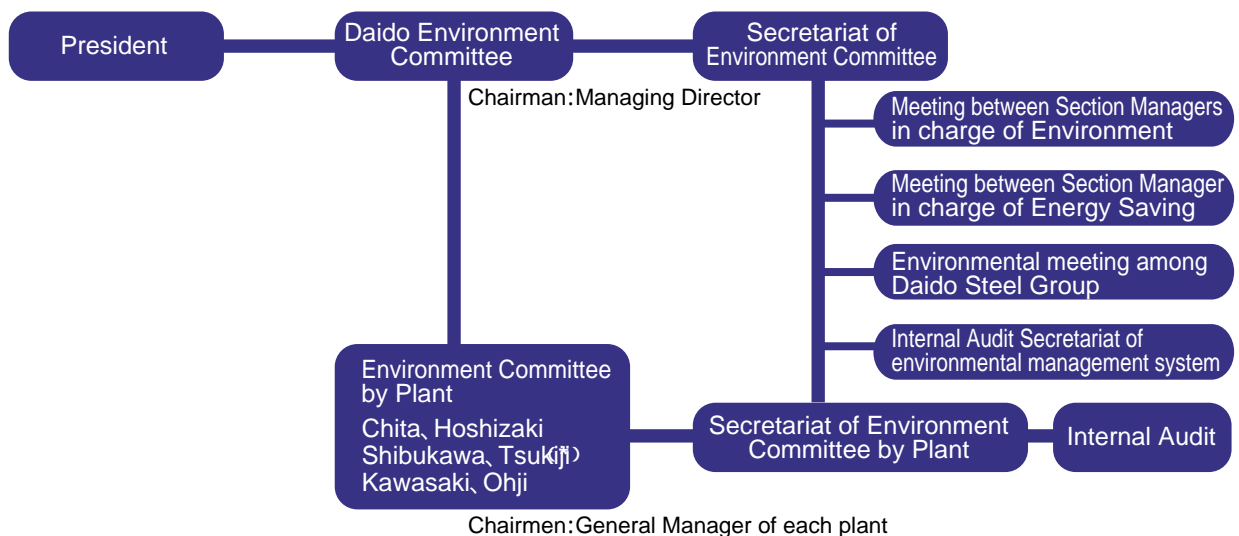 President
Daido Environment
Committee
Secretariat of
Environment Committee
Chairman:Managing Director
Meeting between Section Managers
in charge of Environment
Meeting between Section Manager
in charge of Energy Saving
Environmental meeting among
Daido Steel Group
Internal Audit Secretariat of
environmental management system
Environment Committee
by Plant
Chita、Hoshizaki
Shibukawa、Tsukiji
Kawasaki、Ohji
Secretariat of Environment
Committee by Plant
Internal Audit
Chairmen:General Manager of each plant